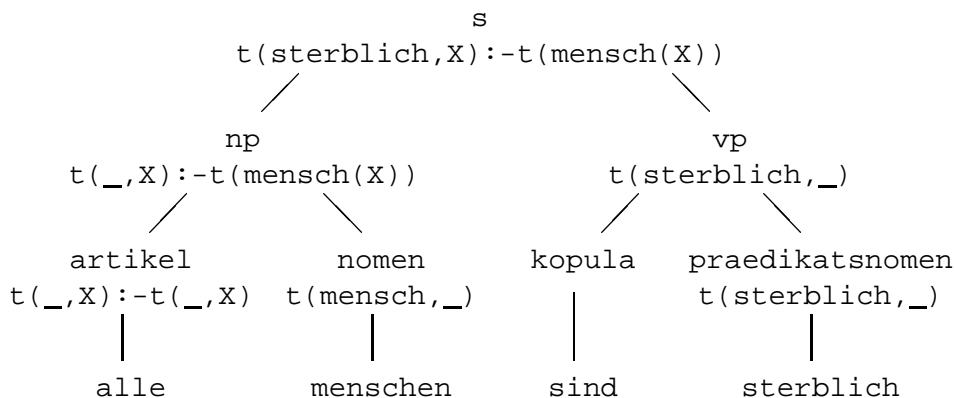 s
t(sterblich,X):-t(mensch(X))
np vp
t(_,X):-t(mensch(X)) t(sterblich,_)
artikel nomen kopula praedikatsnomen
t(_,X):-t(_,X) t(mensch,_) t(sterblich,_)
alle menschen sind sterblich